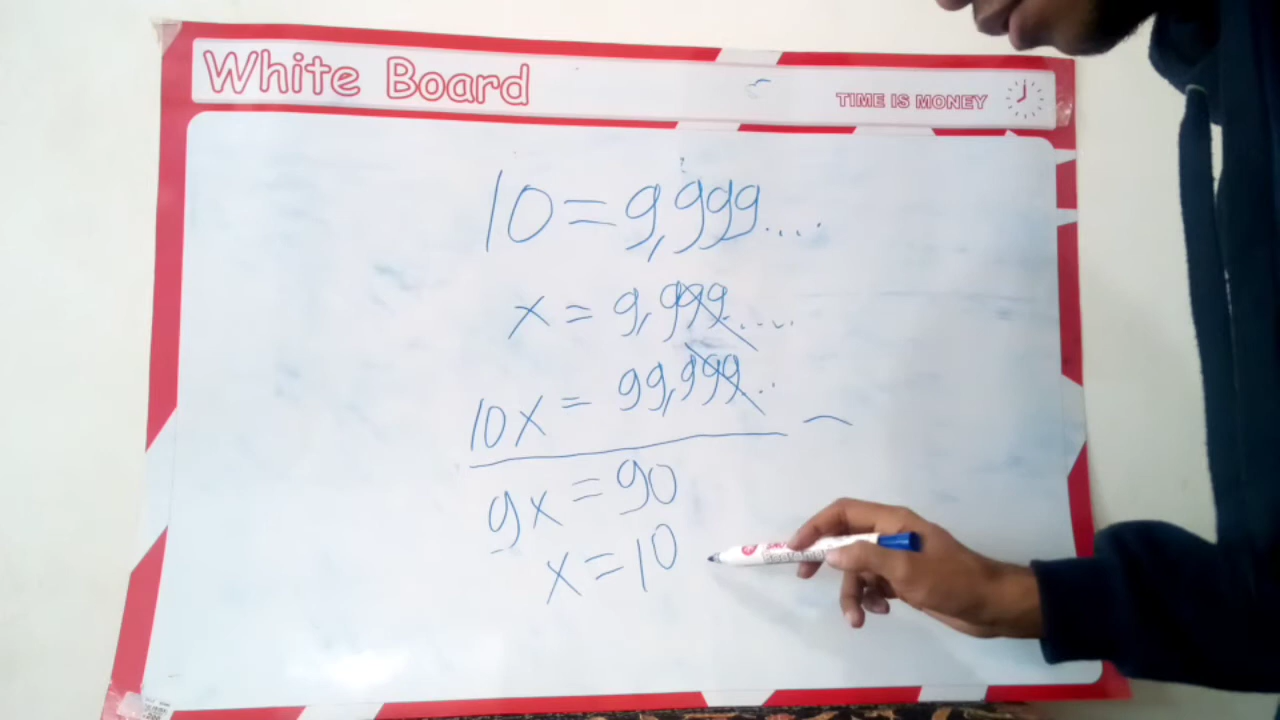 White Board
TIME IS MONEY
10=9,999....
x = 9,999.....
10x = 99,999..
9x = 90
x = 10